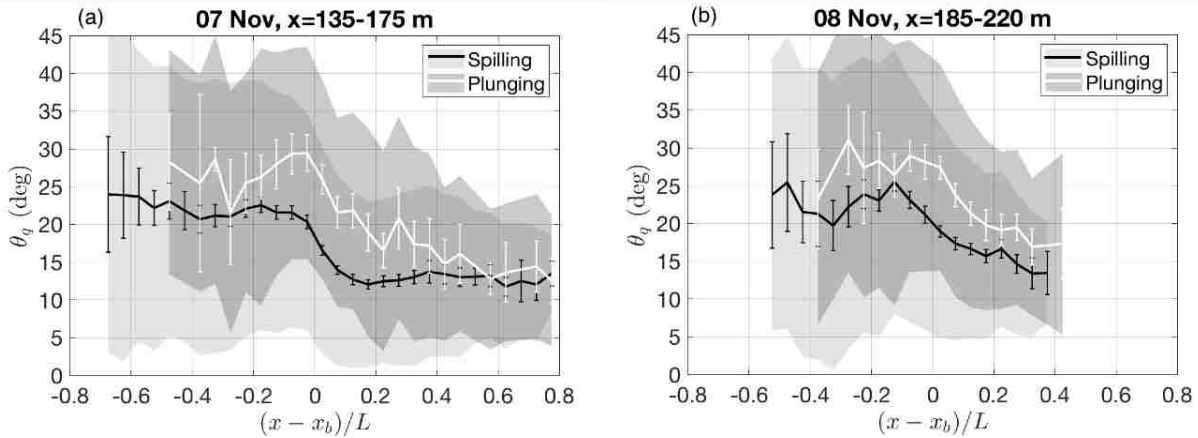 (a) 07 Nov, x=135-175 m
45
40
35
30
25
20
15
10
5
0
θq (deg)
Spilling
Plunging
-0.8 -0.6 -0.4 -0.2 0 0.2 0.4 0.6 0.8
(x − xb)/L
(b) 08 Nov, x=185-220 m
45
40
35
30
25
20
15
10
5
0
θq (deg)
Spilling
Plunging
-0.8 -0.6 -0.4 -0.2 0 0.2 0.4 0.6 0.8
(x − xb)/L